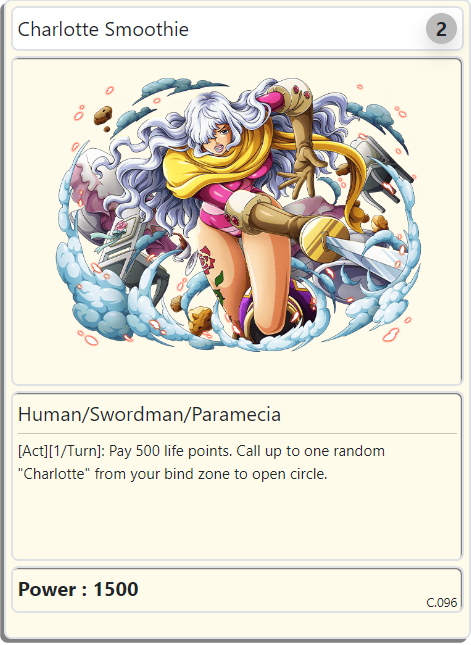 Charlotte Smoothie
2
Human/Swordman/Paramecia
[Act][1/Turn]: Pay 500 life points. Call up to one random
"Charlotte" from your bind zone to open circle.
Power : 1500
C.096